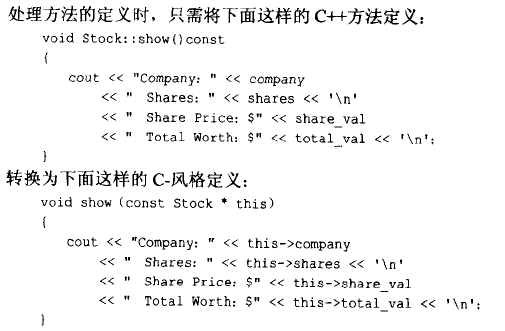 处理方法的定义时，只需将下面这样的C++方法定义：
void Stock::show()const
{
cout << "Company: " << company
<< "  Shares: " << shares << '\n'
<< "  Share Price: $" << share_val
<< "  Total Worth: $" << total_val << '\n';
}
转换为下面这样的C-风格定义：
void show (const Stock * this)
{
cout << "Company: " << this->company
<< "  Shares: " << this->shares << '\n'
<< "  Share Price: $" << this->share_val
<< "  Total Worth: $" << this->total_val << '\n';
}